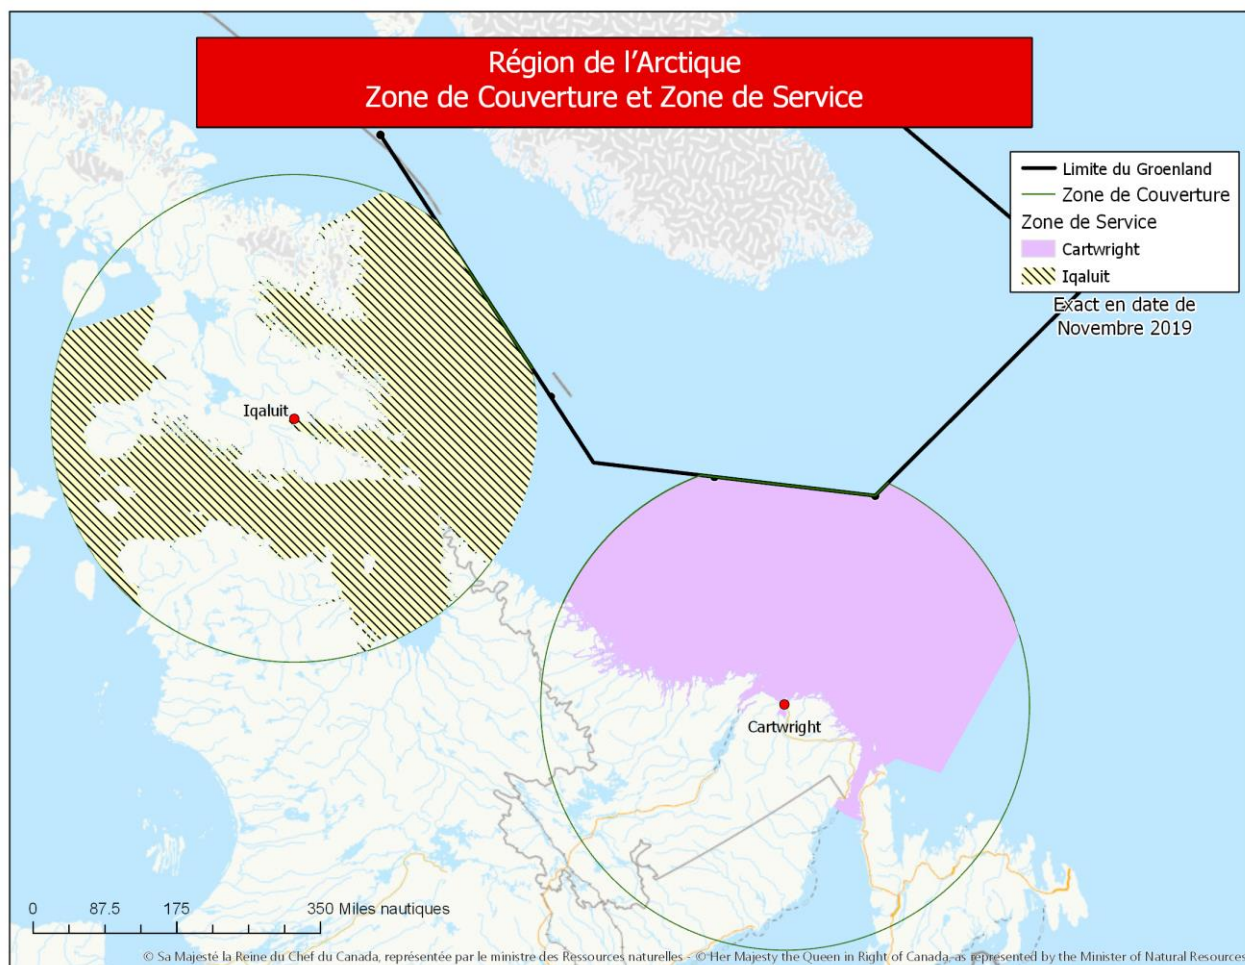 Région de l'Arctique
Zone de Couverture et Zone de Service
Limite du Groenland
Zone de Couverture
Zone de Service
Cartwright
Iqaluit
Exact en date de
Novembre 2019
Iqaluit
Cartwright
0 87.5 175 350 Miles nautiques
© Sa Majesté la Reine du Chef du Canada, représentée par le ministre des Ressources naturelles - © Her Majesty the Queen in Right of Canada, as represented by the Minister of Natural Resources